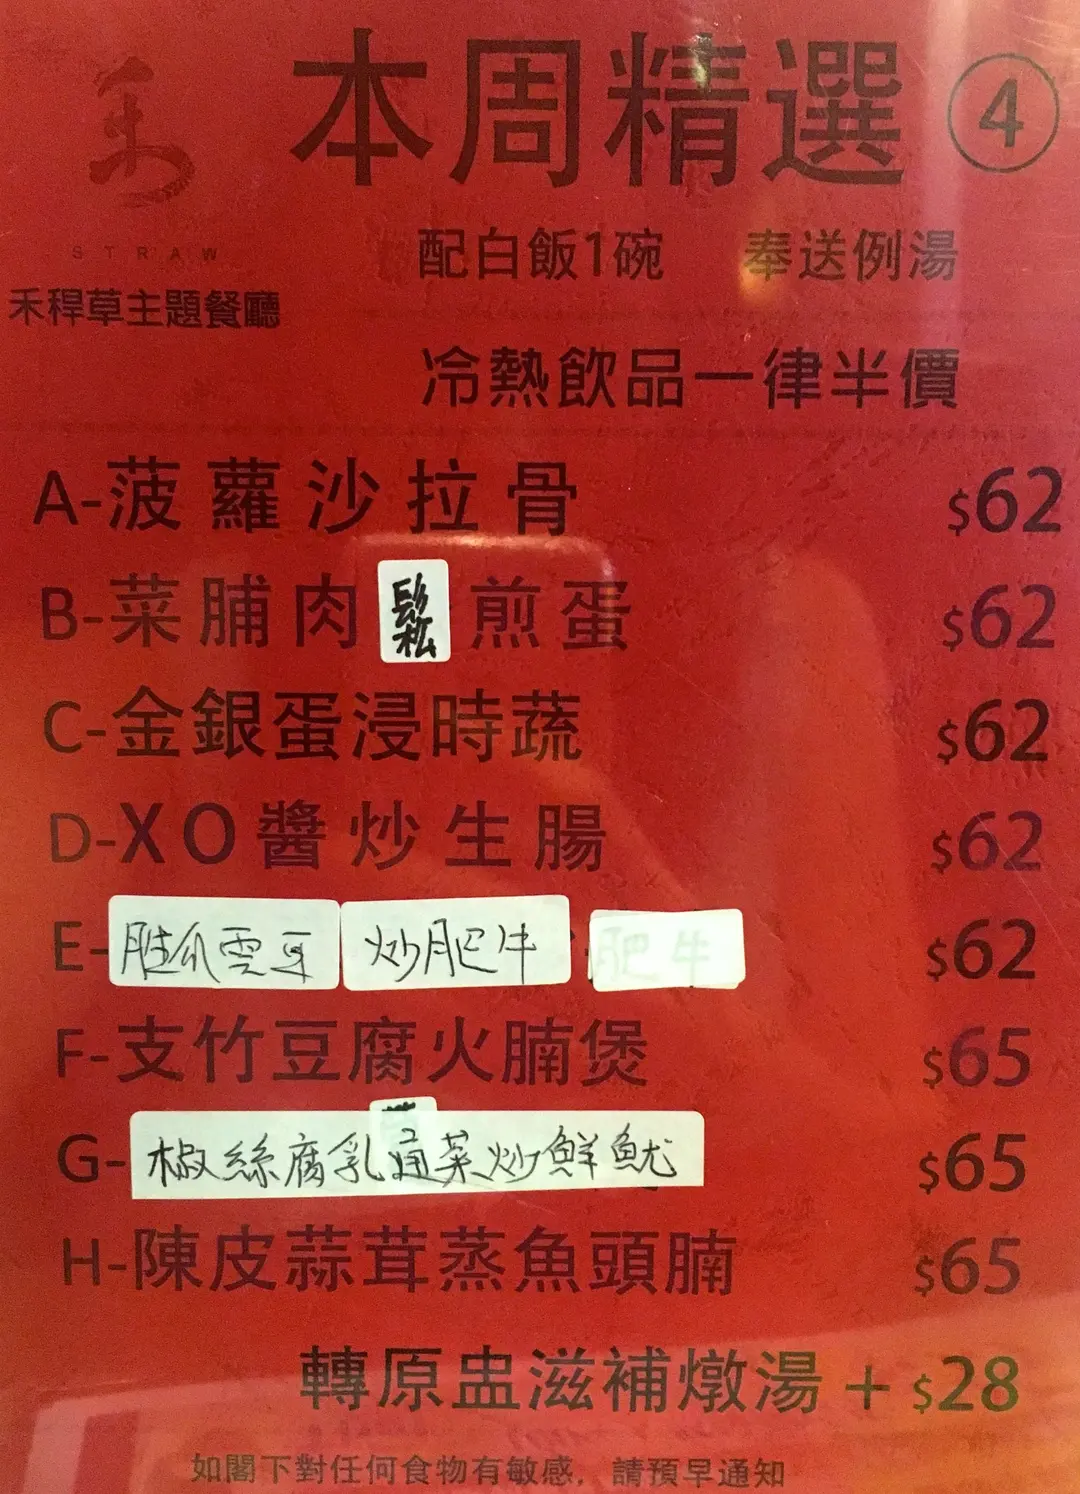 本周精選 ④
STRAW
禾稈草主題餐廳
配白飯1碗 奉送例湯
冷熱飲品一律半價
A-菠蘿沙拉骨 $62
B-菜脯肉鬆煎蛋 $62
C-金銀蛋浸時蔬 $62
D-XO醬炒生腸 $62
E-胜瓜雲耳炒肥牛 肥牛 $62
F-支竹豆腐火腩煲 $65
G-椒絲腐乳通菜炒鮮魷 $65
H-陳皮蒜茸蒸魚頭腩 $65
轉原盅滋補燉湯 + $28
如閣下對任何食物有敏感，請預早通知